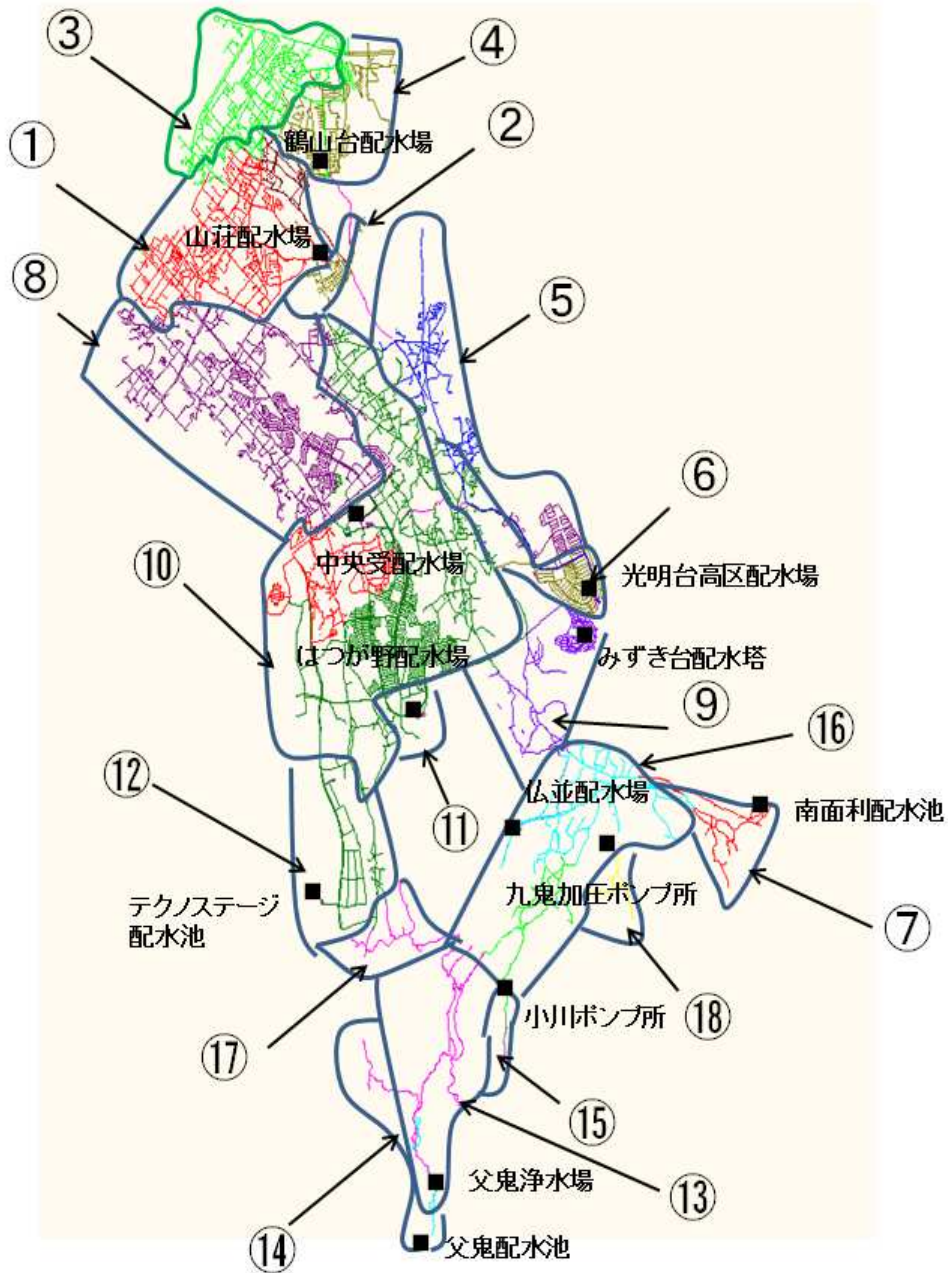 ③
④
②
①
鶴山台配水場
山荘配水場
⑧
⑤
⑥
⑩
中央受配水場
光明台高区配水場
はつが野配水場
みずき台配水塔
⑨
⑯
⑫
⑪
仏並配水場
南面利配水池
テクノステージ
配水池
九鬼加圧ポンプ所
⑦
小川ポンプ所
⑱
⑰
⑮
父鬼浄水場
⑬
⑭
父鬼配水池